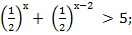 (1/2)^x + (1/2)^(x−2) > 5;